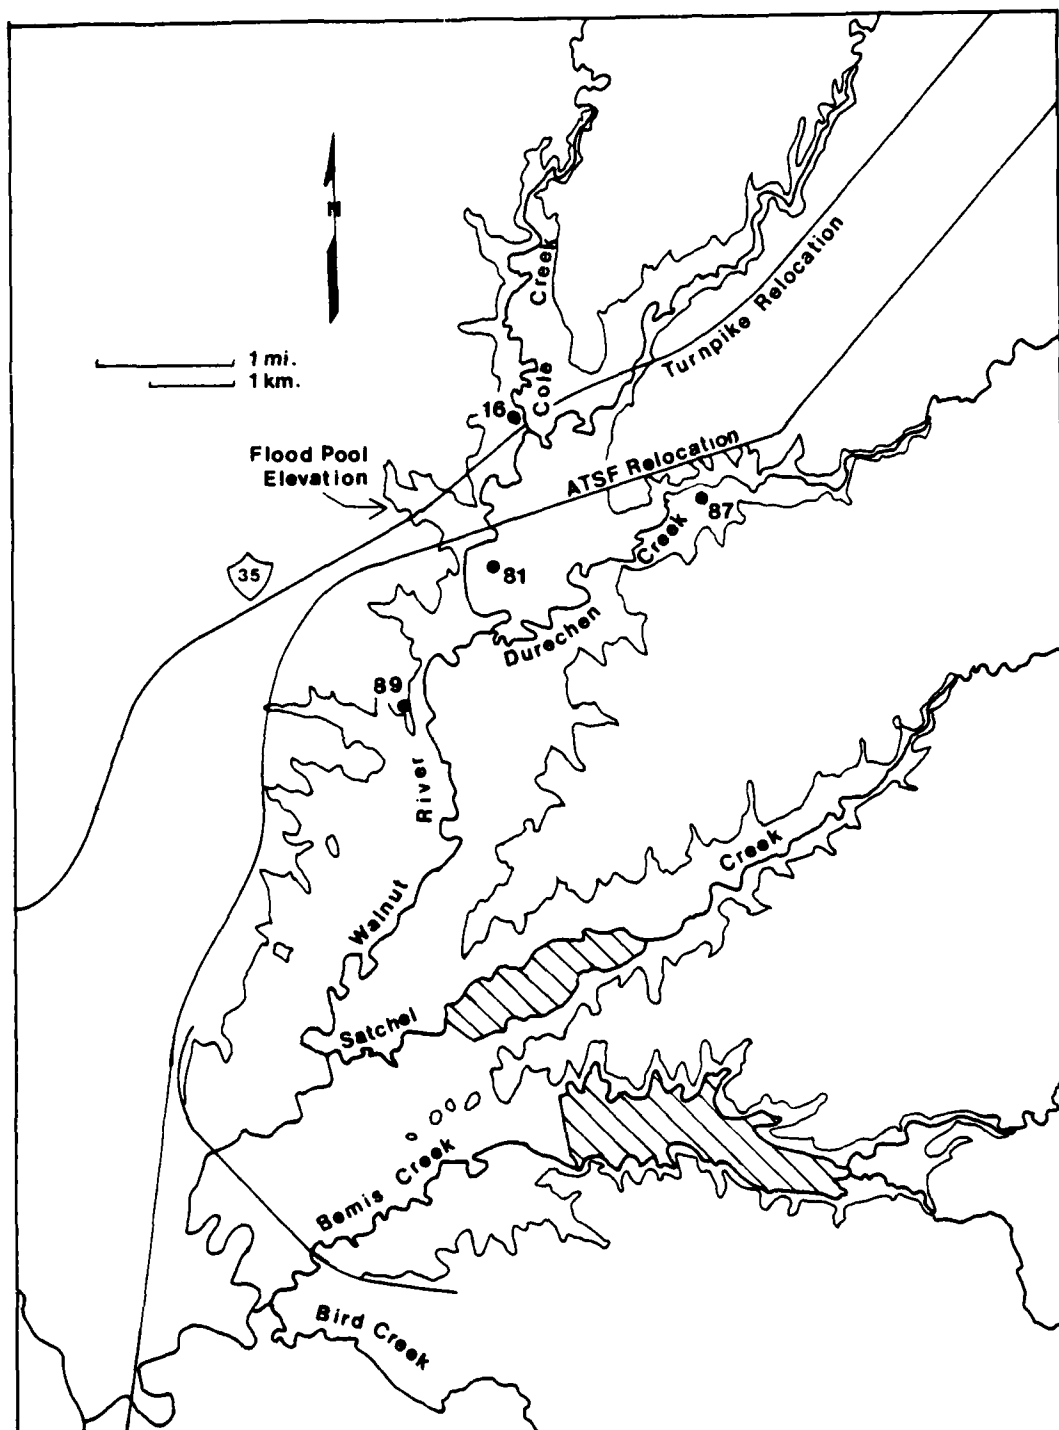 N
Creek
Cole
Turnpike Relocation
1 mi.
1 km.
16
Flood Pool
Elevation
ATSF Relocation
87
Creek
35
81
Durechen
89
River
Creek
Walnut
Satchel
Bemis Creek
Bird Creek